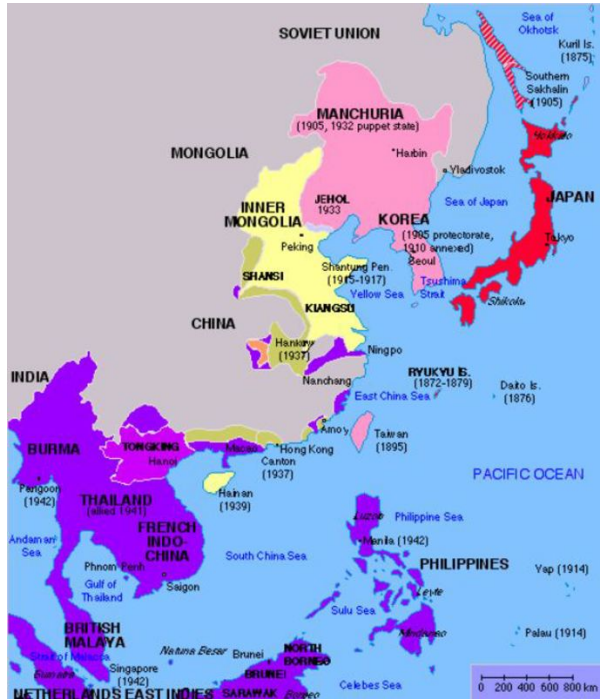 SOVIET UNION
Sea of
Okhotsk
Kuril Is.
(1875)
Southern
Sakhalin
(1905)
MANCHURIA
(1905, 1932 puppet state)
Hokkaido
Harbin
MONGOLIA
Vladivostok
JEHOL
1933
Sea of Japan
JAPAN
INNER
MONGOLIA
KOREA
(1905 protectorate,
1910 annexed)
Tokyo
Peking
Seoul
SHANSI
Shantung Pen.
(1915-1917)
Tsushima
Strait
Yellow Sea
Shikoku
KIANGSU
CHINA
Hankow
(1937)
Ningpo
Nanchang
INDIA
RYUKYU IS.
(1872-1879)
Daito Is.
(1876)
East China Sea
Amoy
BURMA
TONGKING
Hanoi
Macao
Hong Kong
Taiwan
(1895)
Canton
(1937)
PACIFIC OCEAN
Rangoon
(1942)
THAILAND
(allied 1941)
Hainan
(1939)
Luzon
Philippine Sea
Andaman
Sea
FRENCH
INDO-
CHINA
Manila (1942)
South China Sea
Phnom Penh
PHILIPPINES
Yap (1914)
Gulf of
Thailand
Saigon
Leyte
Sulu Sea
BRITISH
MALAYA
Mindanao
Palau (1914)
Strait of Malacca
Natuna Besar
Brunei
NORTH
BORNEO
Sumatra
Singapore
(1942)
BRUNEI
Celebes Sea
NETHERLANDS EAST INDIES
SARAWAK
Borneo
0 200 400 600 800 km